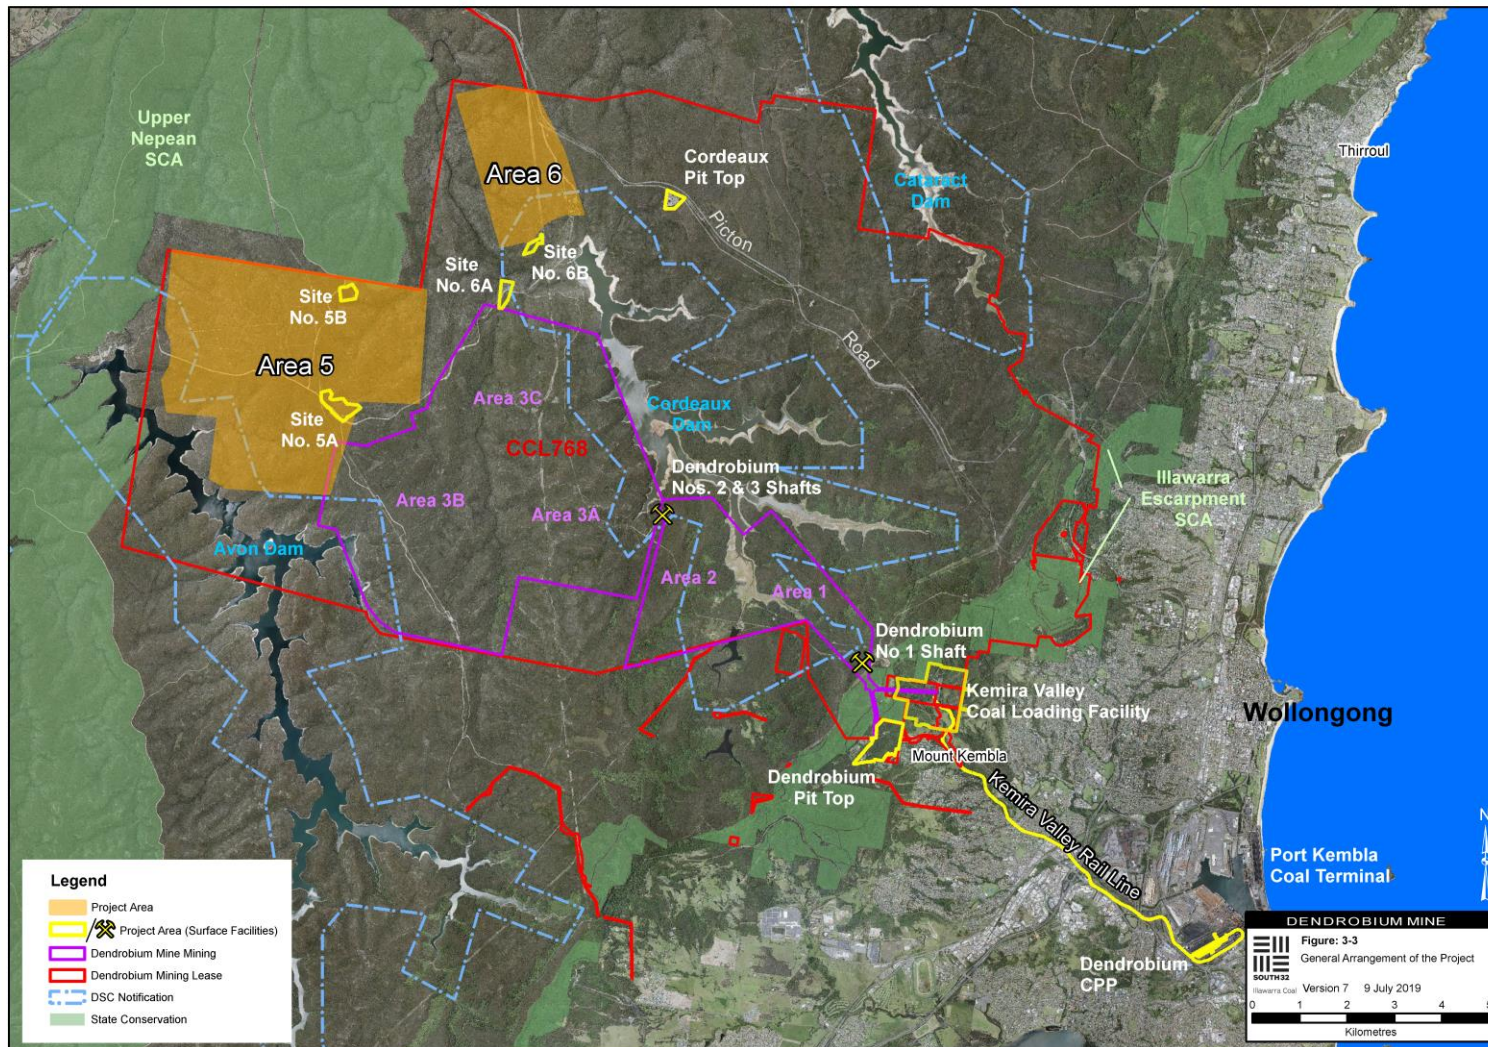 Upper
Nepean
SCA
Area 6
Cordeaux
Pit Top
Thirroul
Cataract
Dam
Picton
Road
Site
No. 6B
Site
No. 6A
Site
No. 5B
Area 5
Site
No. 5A
Area 3C
Cordeaux
Dam
CCL768
Dendrobium
Nos. 2 & 3 Shafts
Illawarra
Escarpment
SCA
Area 3B
Area 3A
Avon Dam
Area 2
Area 1
Dendrobium
No 1 Shaft
Kemira Valley
Coal Loading Facility
Wollongong
Mount Kembla
Dendrobium
Pit Top
Kemira Valley Rail Line
Port Kembla
Coal Terminal
Dendrobium
CPP
N
Legend
Project Area
/ Project Area (Surface Facilities)
Dendrobium Mine Mining
Dendrobium Mining Lease
DSC Notification
State Conservation
DENDROBIUM MINE
Figure: 3-3
General Arrangement of the Project
SOUTH32
Illawarra Coal
Version 7 9 July 2019
0 1 2 3 4 5
Kilometres